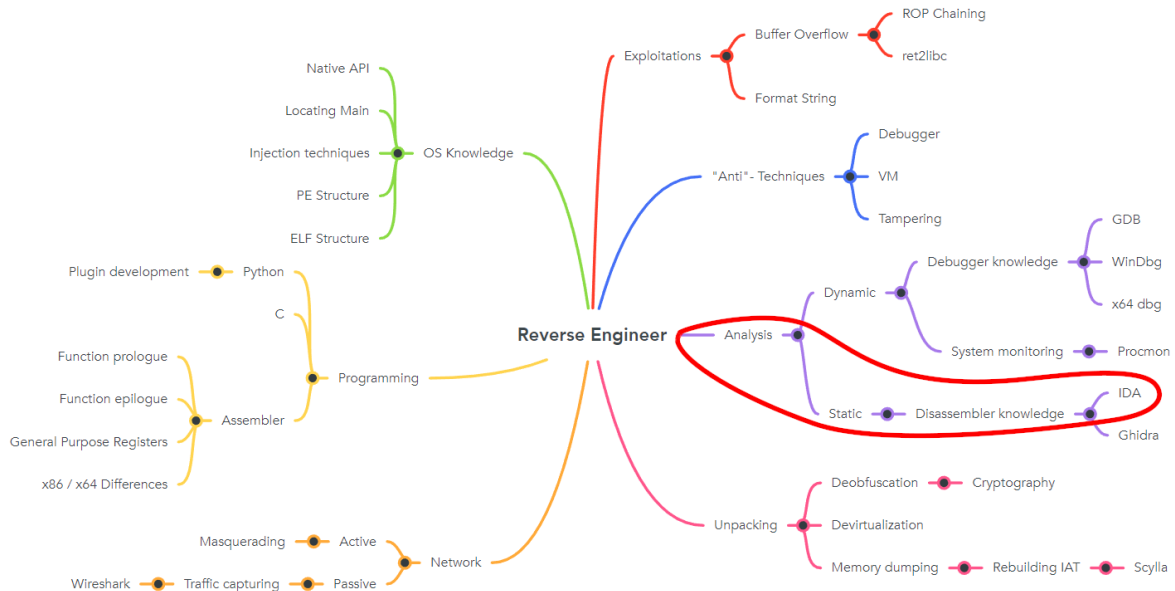 ROP Chaining
Buffer Overflow
Exploitations
ret2libc
Format String
Native API
Locating Main
Injection techniques
OS Knowledge
PE Structure
ELF Structure
Debugger
"Anti"- Techniques
VM
Tampering
GDB
Debugger knowledge
WinDbg
Dynamic
x64 dbg
System monitoring
Procmon
Reverse Engineer
Analysis
IDA
Static
Disassembler knowledge
Ghidra
Plugin development
Python
C
Function prologue
Programming
Function epilogue
Assembler
General Purpose Registers
x86 / x64 Differences
Deobfuscation
Cryptography
Unpacking
Devirtualization
Memory dumping
Rebuilding IAT
Scylla
Masquerading
Active
Network
Wireshark
Traffic capturing
Passive